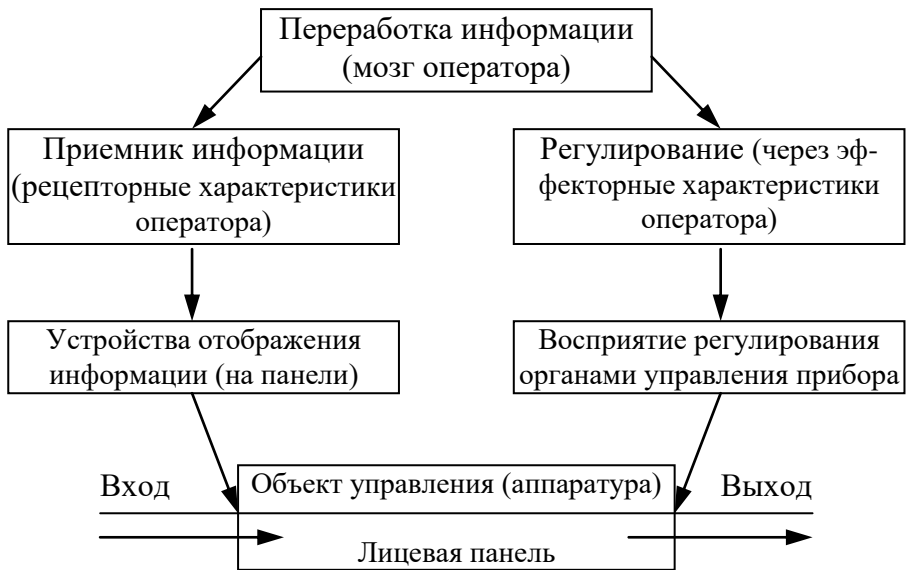 Переработка информации
(мозг оператора)
Приемник информации
(рецепторные характеристики
оператора)
Регулирование (через эф-
фекторные характеристики
оператора)
Устройства отображения
информации (на панели)
Восприятие регулирования
органами управления прибора
Вход
Объект управления (аппаратура)
Выход
Лицевая панель